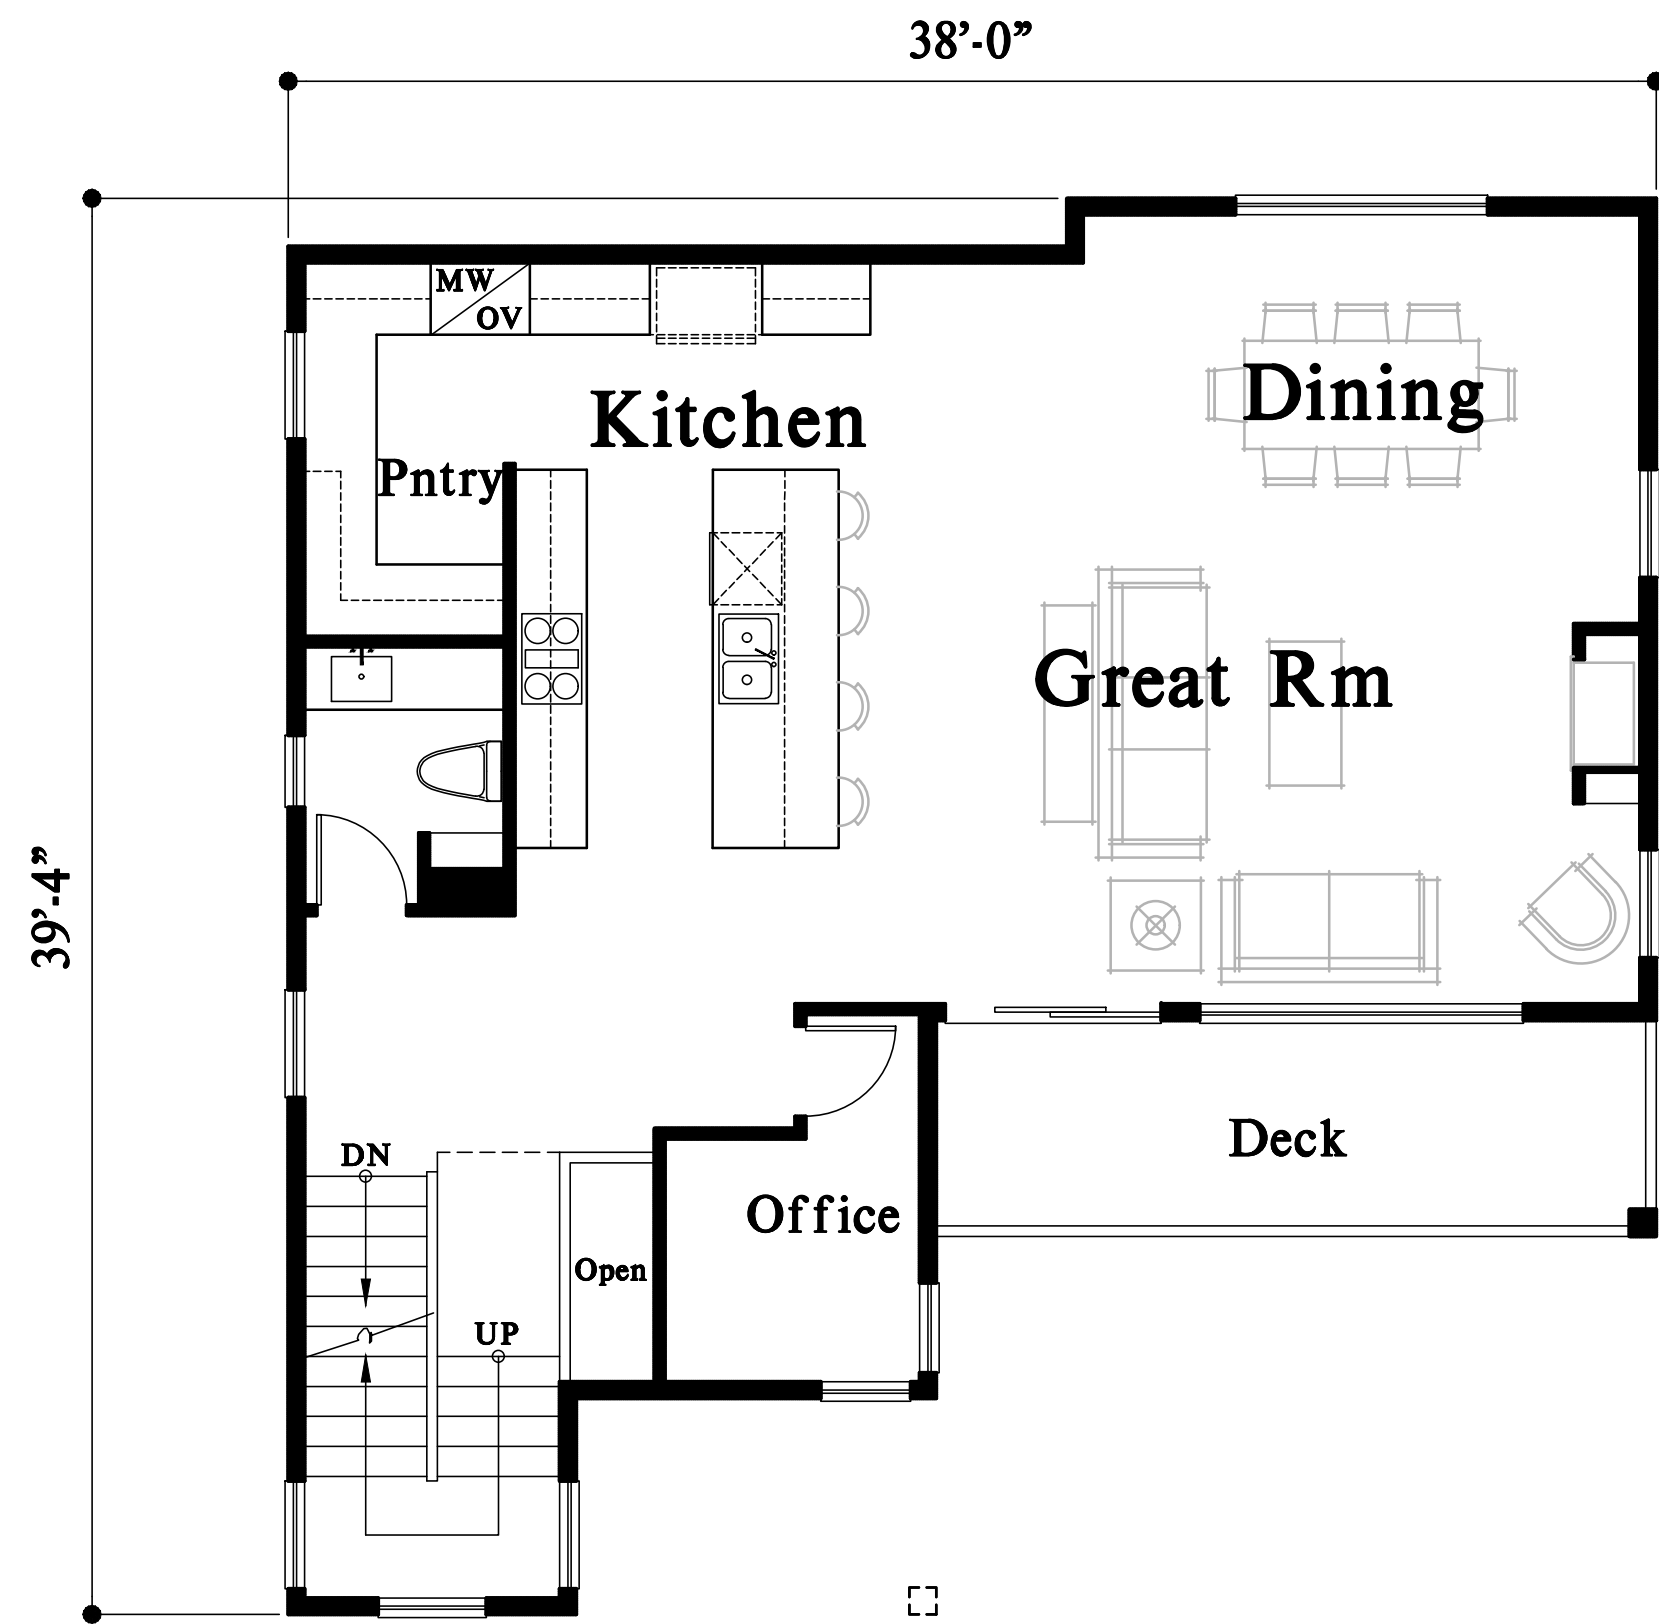 38’-0”
MW
OV
Kitchen
Dining
Pntry
Great Rm
39’-4”
Deck
DN
Office
Open
UP